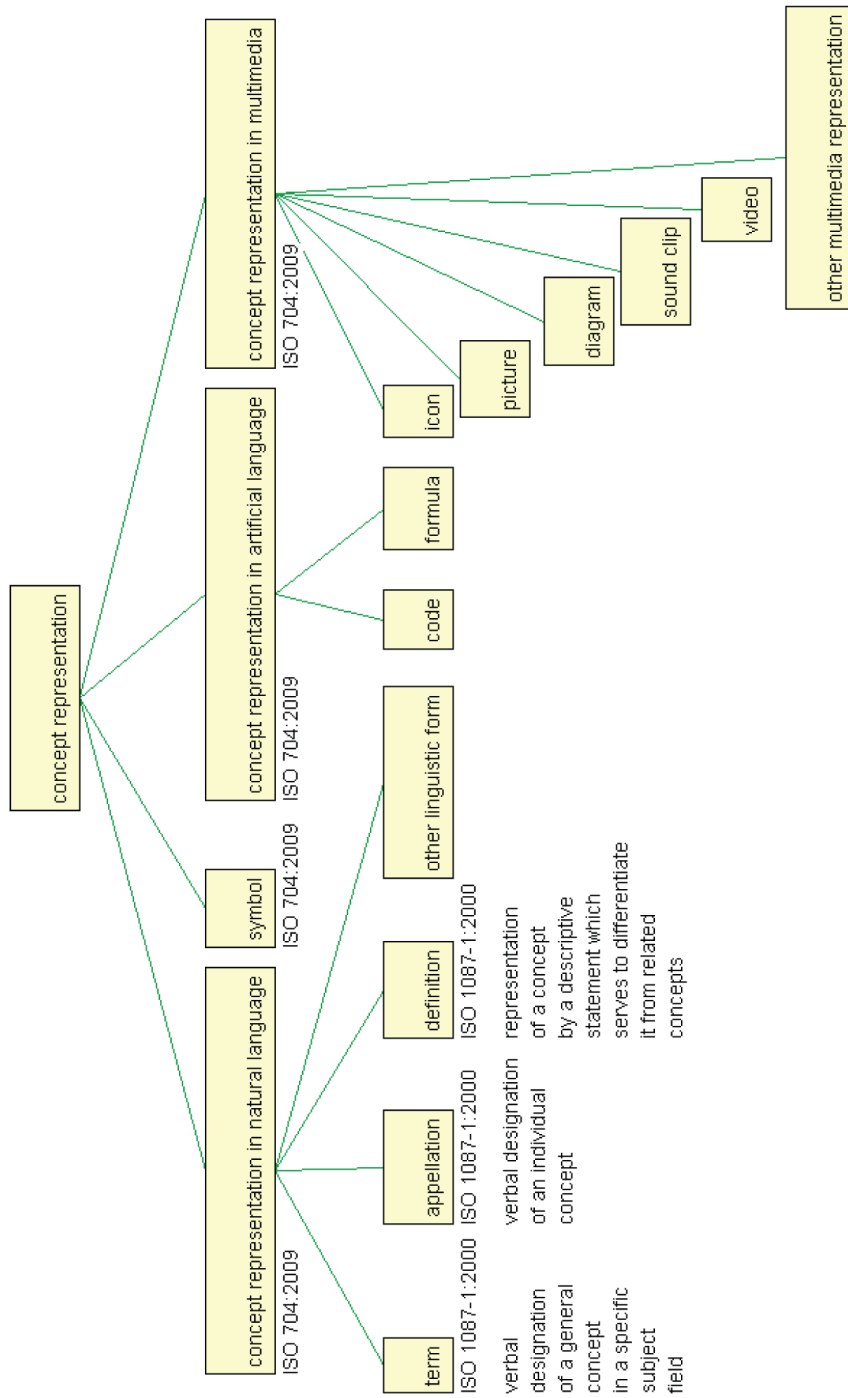 concept representation
concept representation in natural language
ISO 704:2009
symbol
ISO 704:2009
concept representation in artificial language
ISO 704:2009
concept representation in multimedia
ISO 704:2009
term
ISO 1087-1:2000
verbal
designation
of a general
concept
in a specific
subject
field
appellation
ISO 1087-1:2000
verbal designation
of an individual
concept
definition
ISO 1087-1:2000
representation
of a concept
by a descriptive
statement which
serves to differentiate
it from related
concepts
other linguistic form
code
formula
icon
picture
diagram
sound clip
video
other multimedia representation